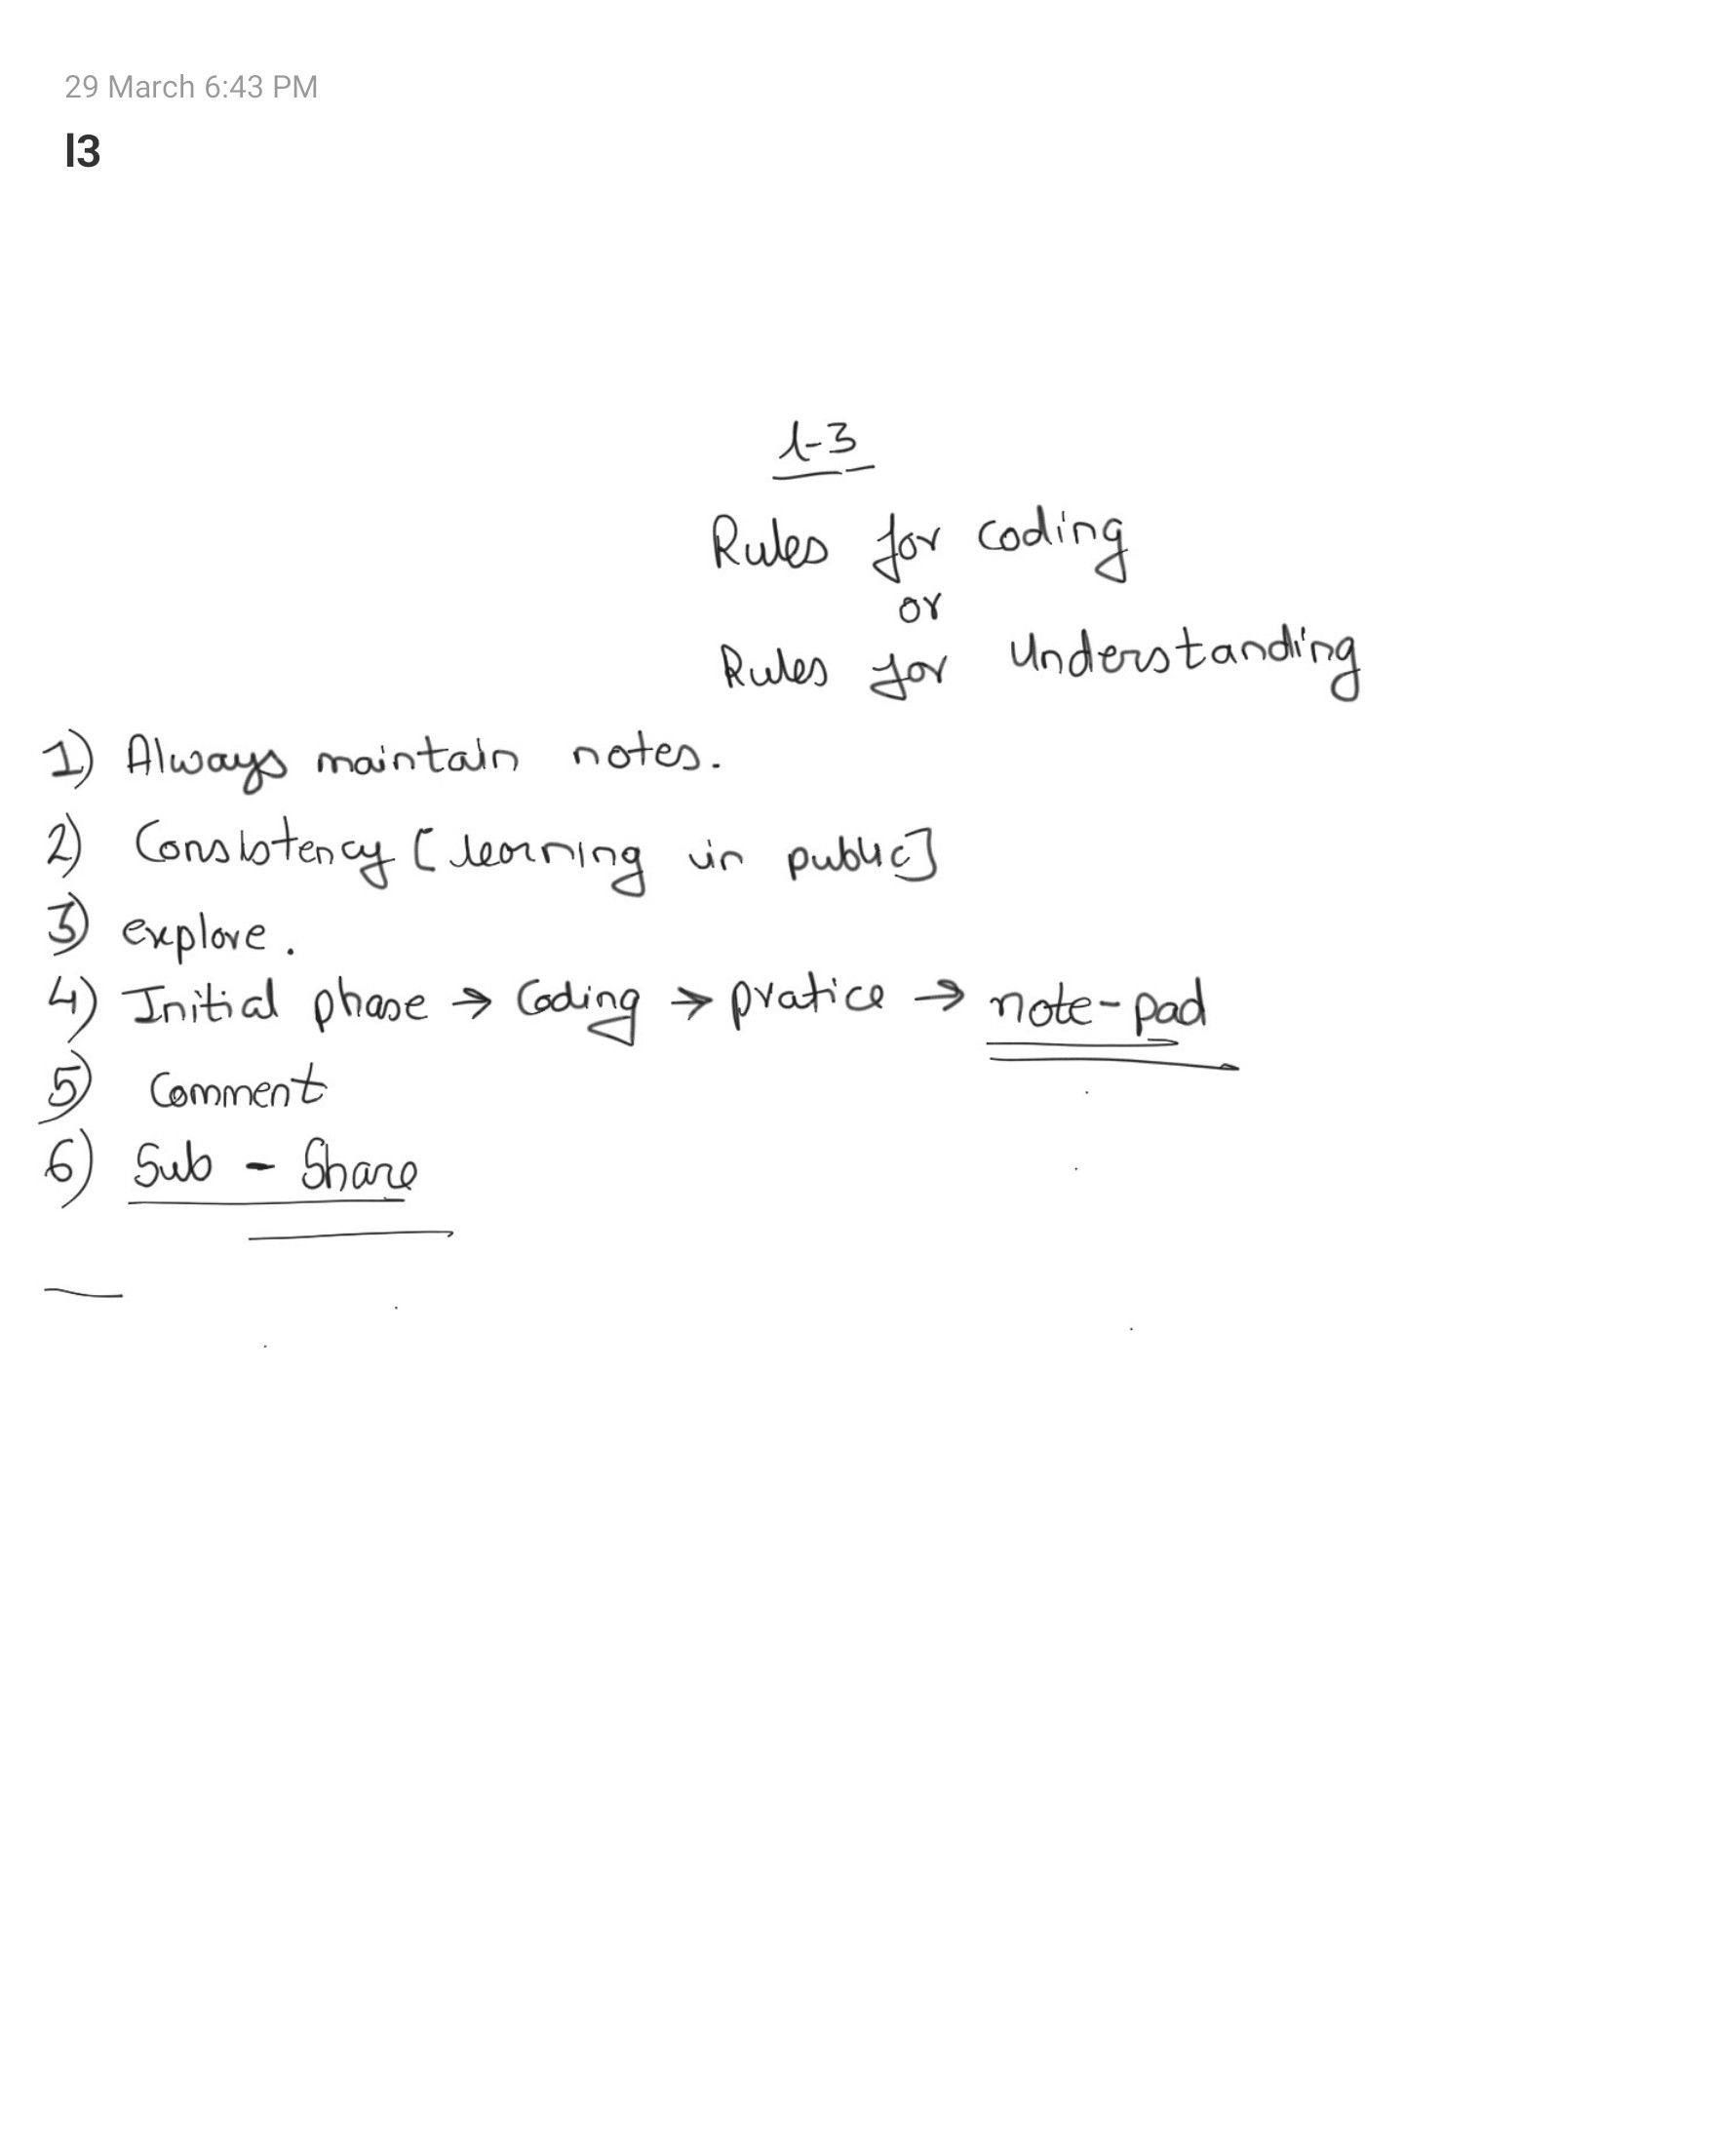 29 March 6:43 PM
l3
l-3
Rules for coding
or
Rules for Understanding
1) Always maintain notes.
2) Consistency [learning in public]
3) explore.
4) Initial phase → Coding → pratice → note-pad
5) Comment
6) Sub - Share